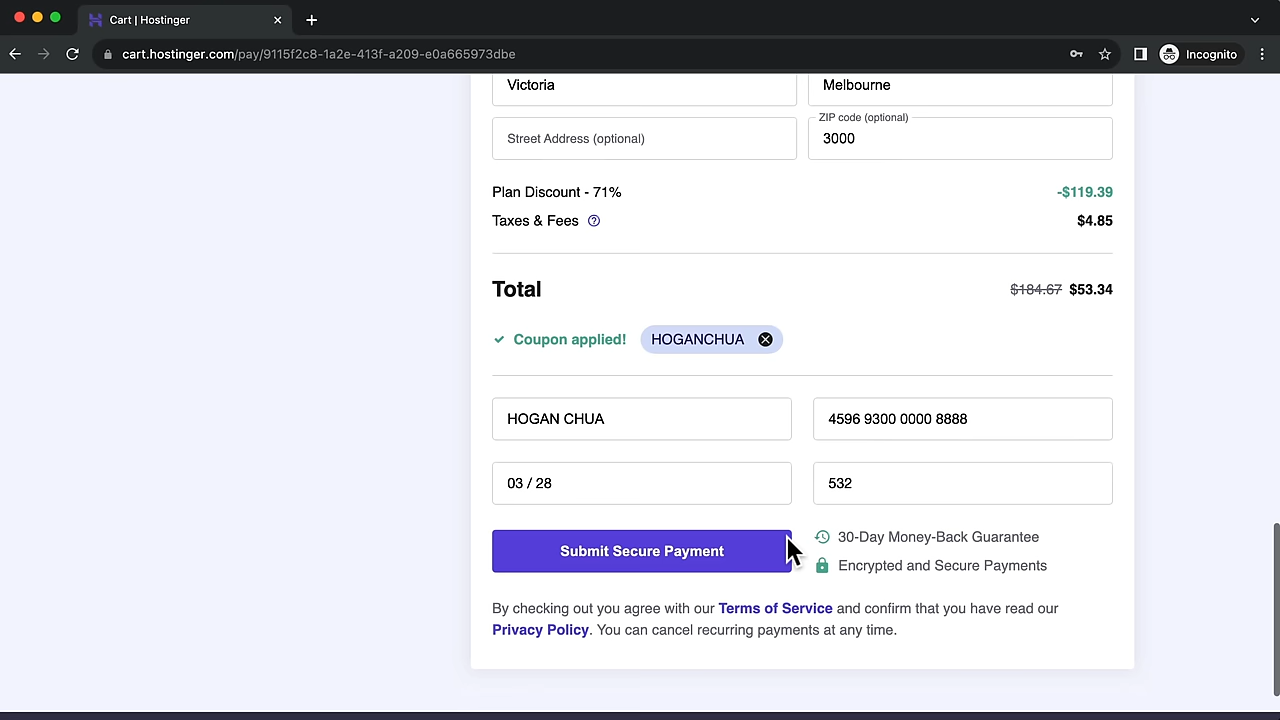 Cart | Hostinger
cart.hostinger.com/pay/9115f2c8-1a2e-413f-a209-e0a665973dbe
Incognito
Victoria
Melbourne
Street Address (optional)
ZIP code (optional)
3000
Plan Discount - 71%
-$119.39
Taxes & Fees
$4.85
Total
$184.67 $53.34
Coupon applied!
HOGANCHUA
HOGAN CHUA
4596 9300 0000 8888
03 / 28
532
Submit Secure Payment
30-Day Money-Back Guarantee
Encrypted and Secure Payments
By checking out you agree with our Terms of Service and confirm that you have read our
Privacy Policy. You can cancel recurring payments at any time.